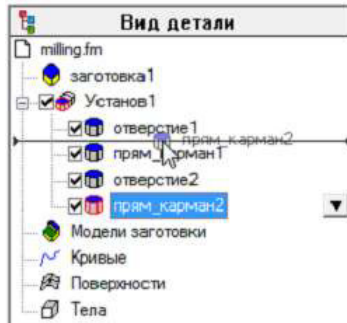 Вид детали
milling.fm
заготовка1
Установ1
отверстие1
прям_карман2
прям_карман1
отверстие2
прям_карман2
Модели заготовки
Кривые
Поверхности
Тела